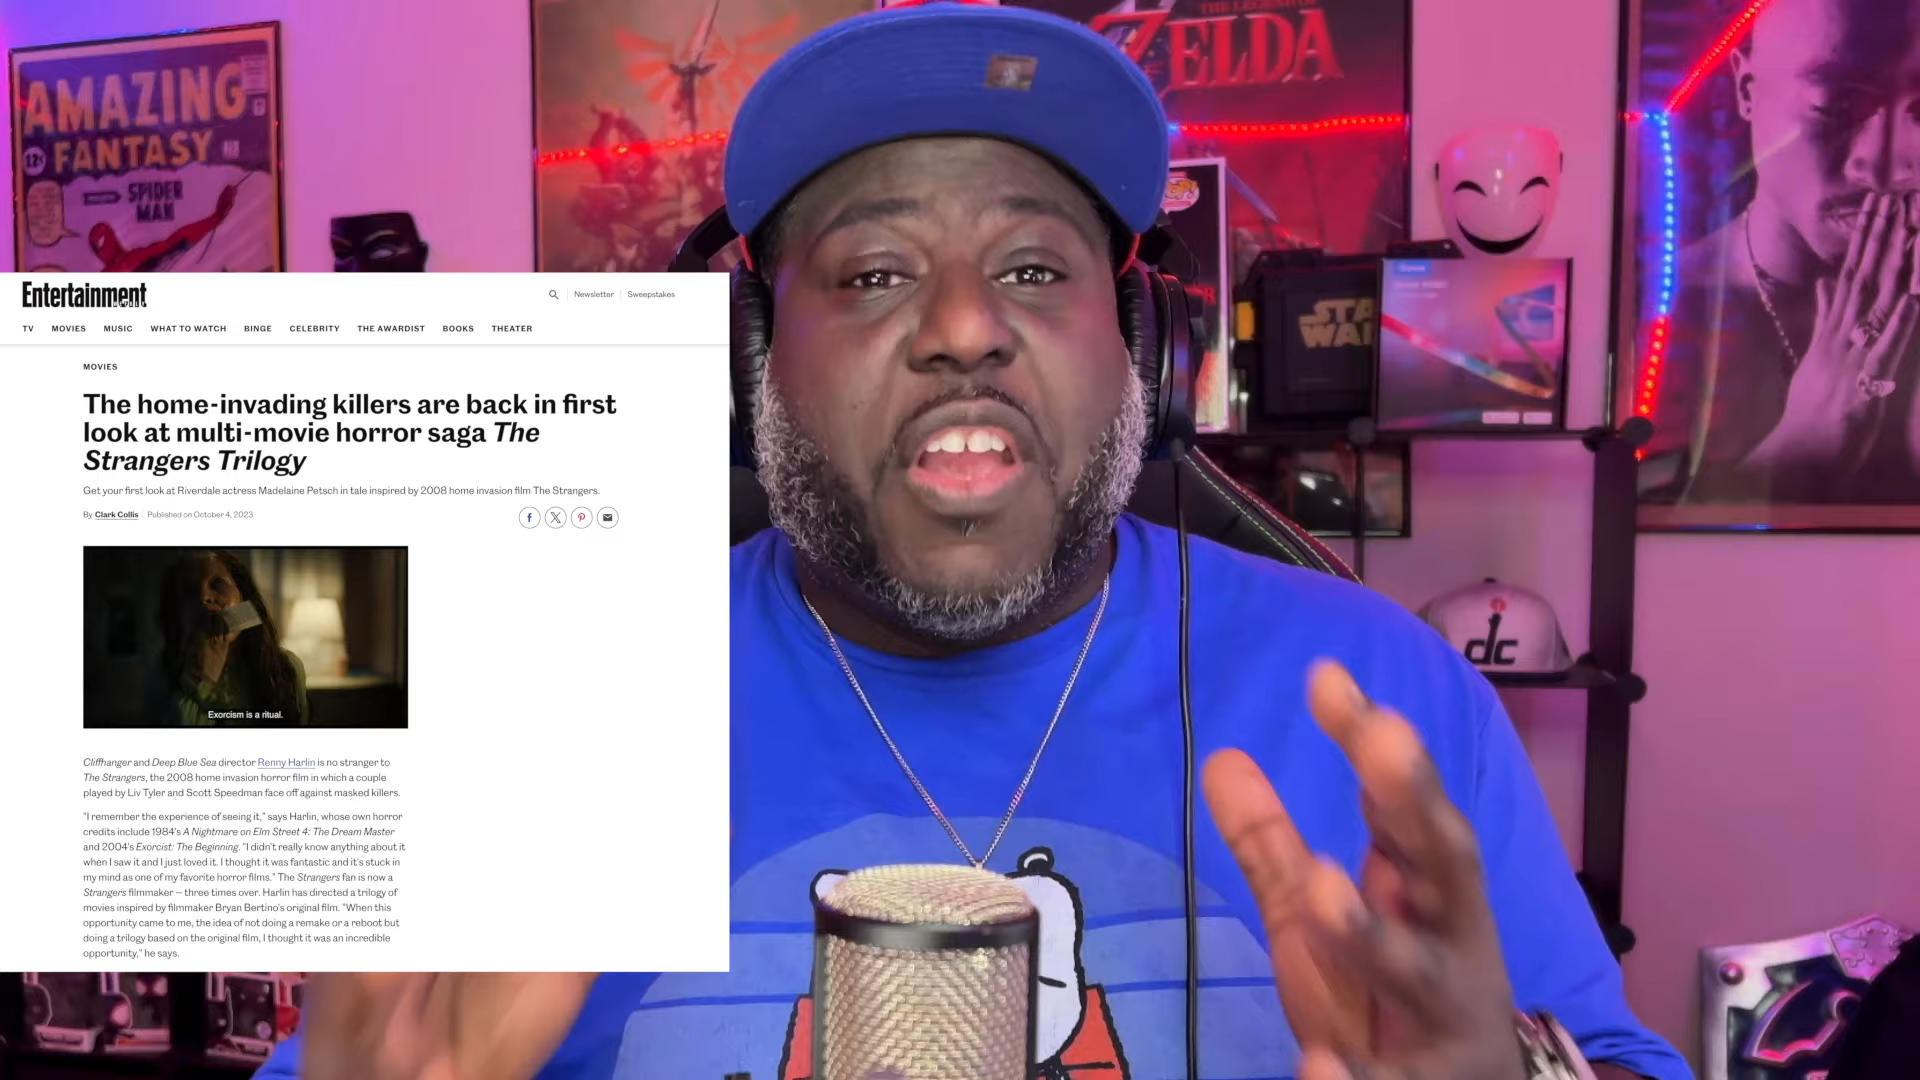 THE LEGEND OF
ZELDA
AMAZING
FANTASY
12¢
SPIDER
MAN
STAR
WAR
dc
Entertainment
WEEKLY
Newsletter
Sweepstakes
TV MOVIES MUSIC WHAT TO WATCH BINGE CELEBRITY THE AWARDIST BOOKS THEATER
MOVIES
The home-invading killers are back in first
look at multi-movie horror saga The
Strangers Trilogy
Get your first look at Riverdale actress Madelaine Petsch in tale inspired by 2008 home invasion film The Strangers.
By Clark Collis Published on October 4, 2023
Exorcism is a ritual.
Cliffhanger and Deep Blue Sea director Renny Harlin is no stranger to
The Strangers, the 2008 home invasion horror film in which a couple
played by Liv Tyler and Scott Speedman face off against masked killers.
"I remember the experience of seeing it," says Harlin, whose own horror
credits include 1984's A Nightmare on Elm Street 4: The Dream Master
and 2004's Exorcist: The Beginning. "I didn't really know anything about it
when I saw it and I just loved it. I thought it was fantastic and it's stuck in
my mind as one of my favorite horror films." The Strangers fan is now a
Strangers filmmaker — three times over. Harlin has directed a trilogy of
movies inspired by filmmaker Bryan Bertino's original film. "When this
opportunity came to me, the idea of not doing a remake or a reboot but
doing a trilogy based on the original film, I thought it was an incredible
opportunity," he says.